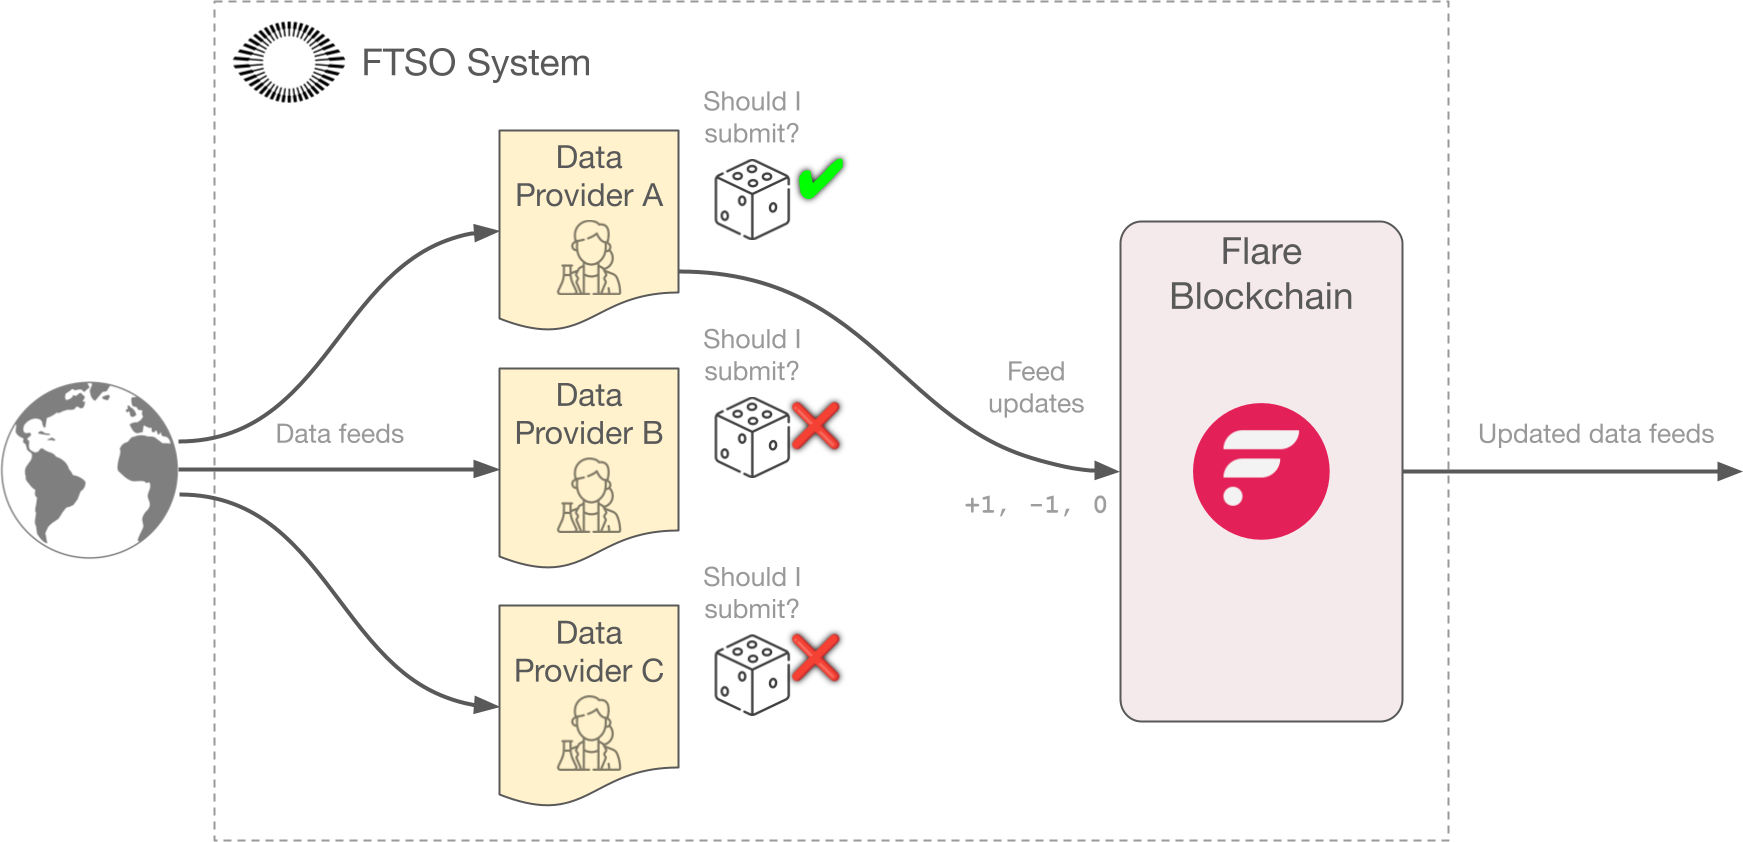 FTSO System
Should I
submit?
Data
Provider A
Should I
submit?
Data
Provider B
Should I
submit?
Data
Provider C
Data feeds
Feed
updates
+1, -1, 0
Flare
Blockchain
Updated data feeds